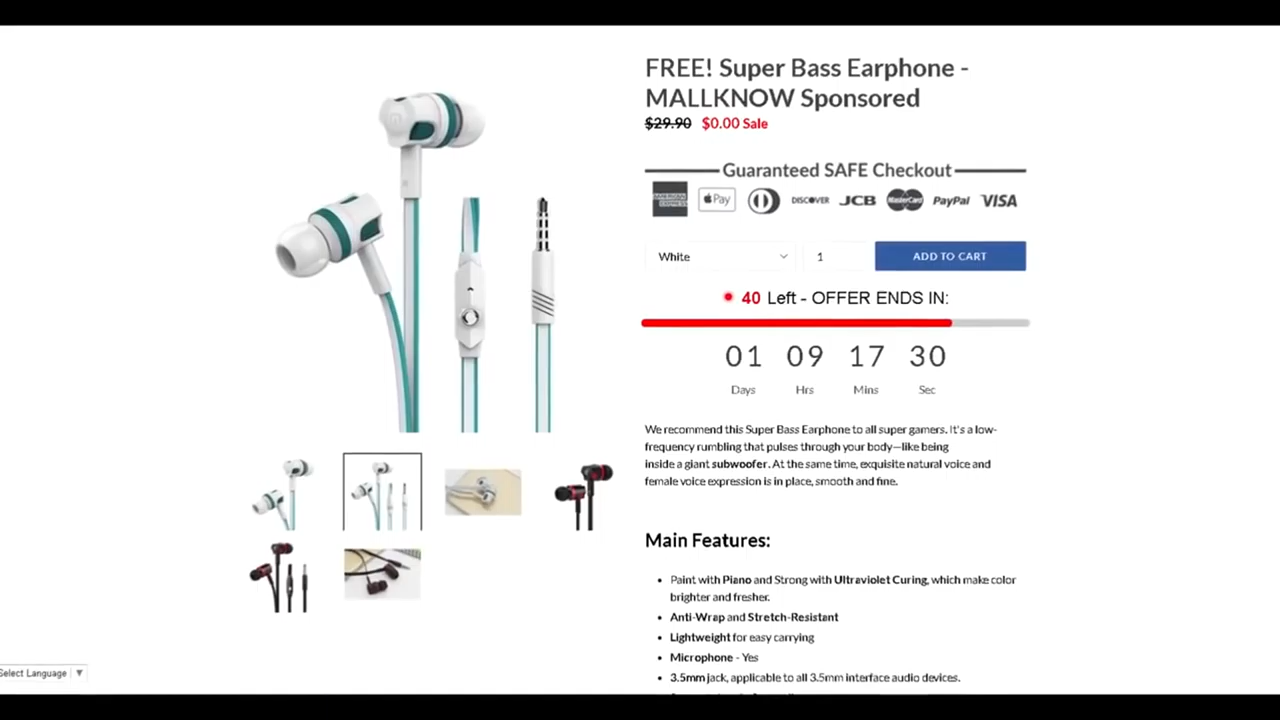 FREE! Super Bass Earphone -
MALLKNOW Sponsored
$29.90 $0.00 Sale
Guaranteed SAFE Checkout
AMERICAN EXPRESS Pay DISCOVER JCB MasterCard PayPal VISA
White 1 ADD TO CART
40 Left - OFFER ENDS IN:
01 09 17 30
Days Hrs Mins Sec
We recommend this Super Bass Earphone to all super gamers. It's a low-
frequency rumbling that pulses through your body—like being
inside a giant subwoofer. At the same time, exquisite natural voice and
female voice expression is in place, smooth and fine.
Main Features:
• Paint with Piano and Strong with Ultraviolet Curing, which make color
brighter and fresher.
• Anti-Wrap and Stretch-Resistant
• Lightweight for easy carrying
• Microphone - Yes
Select Language ▼
• 3.5mm jack, applicable to all 3.5mm interface audio devices.